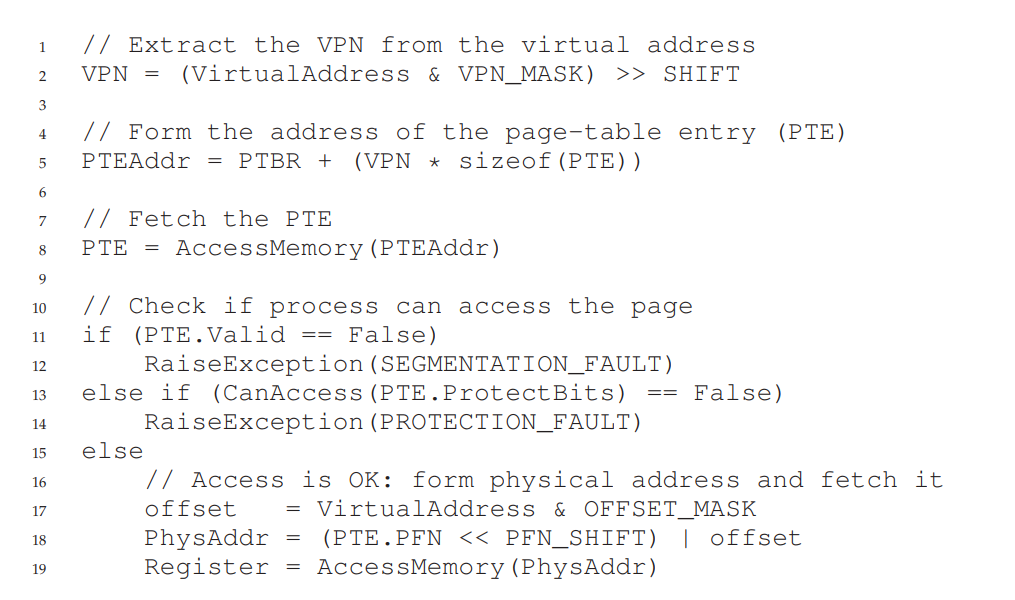 1 // Extract the VPN from the virtual address
2 VPN = (VirtualAddress & VPN_MASK) >> SHIFT
3
4 // Form the address of the page-table entry (PTE)
5 PTEAddr = PTBR + (VPN * sizeof(PTE))
6
7 // Fetch the PTE
8 PTE = AccessMemory(PTEAddr)
9
10 // Check if process can access the page
11 if (PTE.Valid == False)
12     RaiseException(SEGMENTATION_FAULT)
13 else if (CanAccess(PTE.ProtectBits) == False)
14     RaiseException(PROTECTION_FAULT)
15 else
16     // Access is OK: form physical address and fetch it
17     offset   = VirtualAddress & OFFSET_MASK
18     PhysAddr = (PTE.PFN << PFN_SHIFT) | offset
19     Register = AccessMemory(PhysAddr)